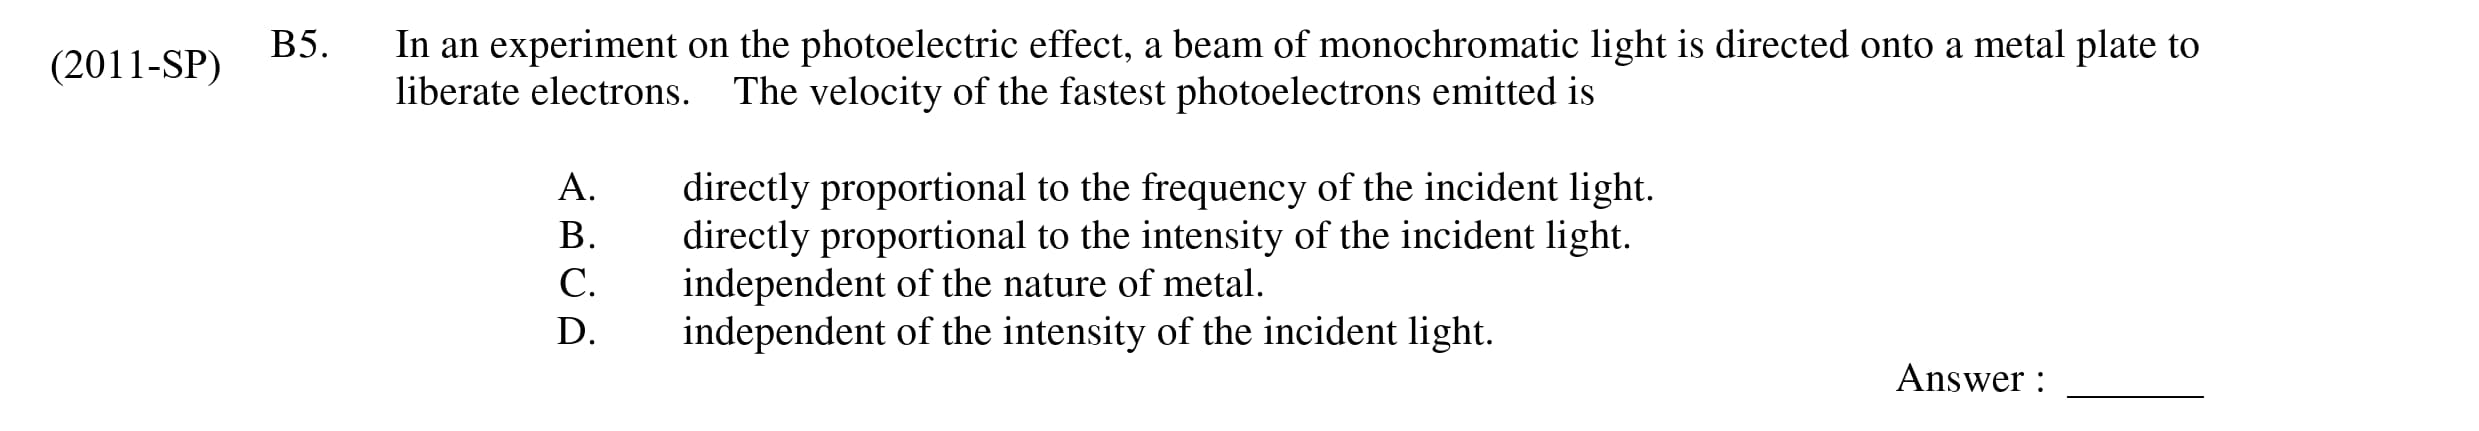 (2011-SP) B5. In an experiment on the photoelectric effect, a beam of monochromatic light is directed onto a metal plate to
liberate electrons. The velocity of the fastest photoelectrons emitted is
A. directly proportional to the frequency of the incident light.
B. directly proportional to the intensity of the incident light.
C. independent of the nature of metal.
D. independent of the intensity of the incident light.
Answer : ______